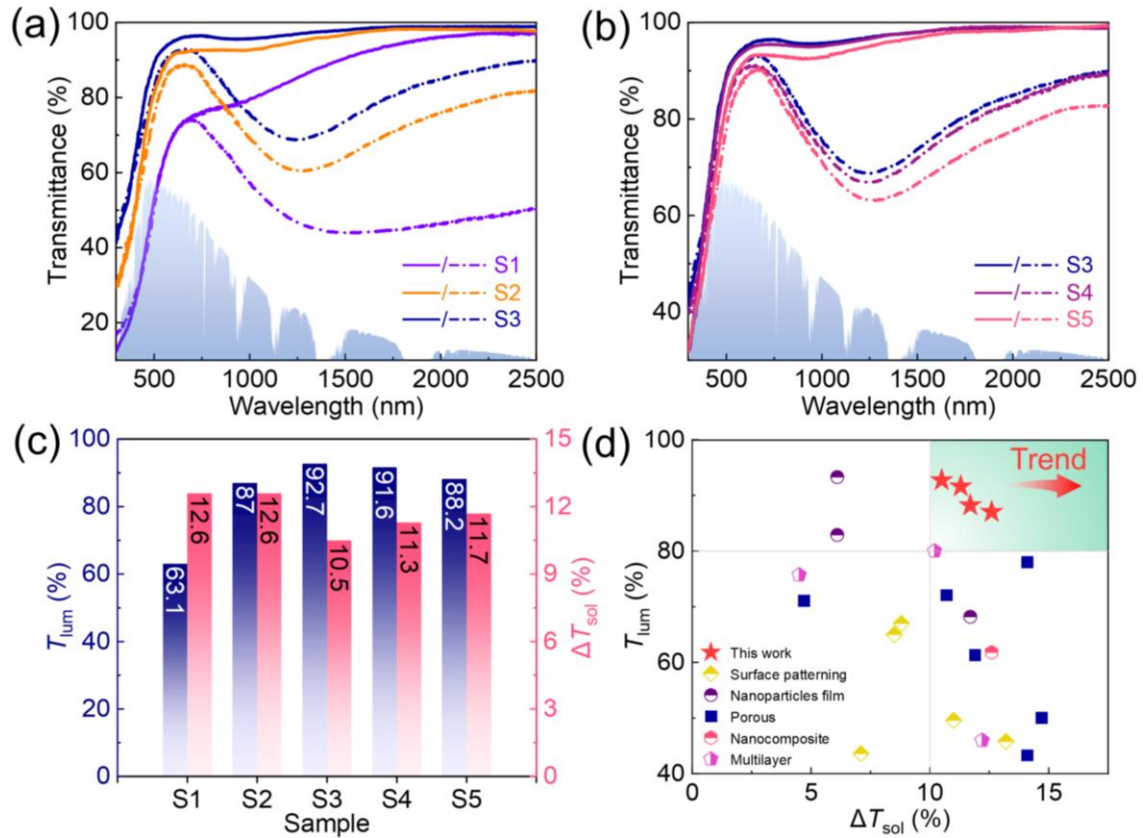 (a)
Transmittance (%)
100
80
60
40
20
500 1000 1500 2000 2500
Wavelength (nm)
S1
S2
S3
(b)
Transmittance (%)
100
80
60
40
500 1000 1500 2000 2500
Wavelength (nm)
S3
S4
S5
(c)
Tlum (%)
100
80
60
40
20
0
63.1
12.6
87
12.6
92.7
10.5
91.6
11.3
88.2
11.7
15
12
9
6
3
0
ΔTsol (%)
S1 S2 S3 S4 S5
Sample
(d)
Tlum (%)
100
80
60
40
Trend
This work
Surface patterning
Nanoparticles film
Porous
Nanocomposite
Multilayer
0 5 10 15
ΔTsol (%)